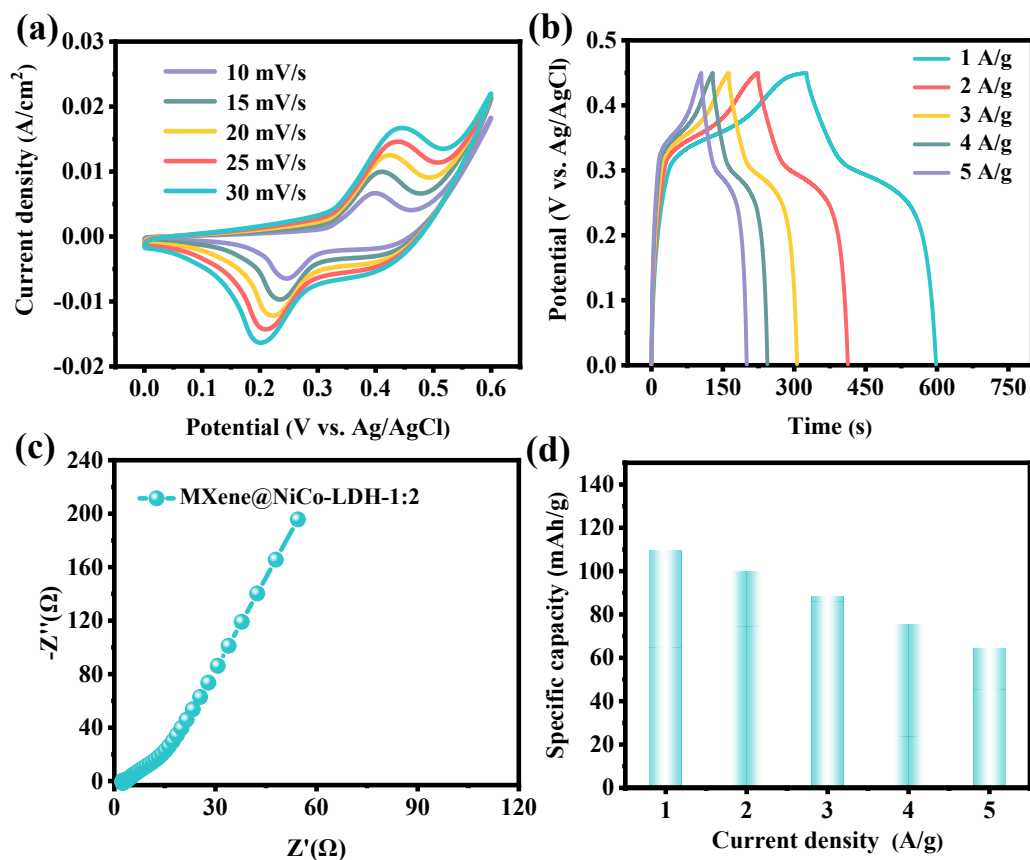 (a)
Current density (A/cm²)
0.03
0.02
0.01
0.00
-0.01
-0.02
10 mV/s
15 mV/s
20 mV/s
25 mV/s
30 mV/s
0.0 0.1 0.2 0.3 0.4 0.5 0.6
Potential (V vs. Ag/AgCl)
(b)
Potential (V vs. Ag/AgCl)
0.5
0.4
0.3
0.2
0.1
0.0
1 A/g
2 A/g
3 A/g
4 A/g
5 A/g
0 150 300 450 600 750
Time (s)
(c)
-Z''(Ω)
240
200
160
120
80
40
0
MXene@NiCo-LDH-1:2
0 30 60 90 120
Z'(Ω)
(d)
Specific capacity (mAh/g)
140
120
100
80
60
40
20
0
1 2 3 4 5
Current density (A/g)